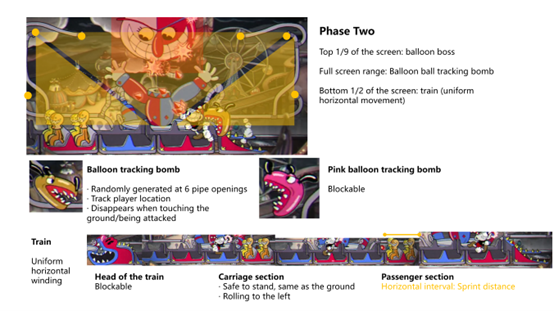 Phase Two
Top 1/9 of the screen: balloon boss
Full screen range: Balloon ball tracking bomb
Bottom 1/2 of the screen: train (uniform
horizontal movement)
Balloon tracking bomb
· Randomly generated at 6 pipe openings
· Track player location
· Disappears when touching the
ground/being attacked
Pink balloon tracking bomb
Blockable
Train
Uniform
horizontal
winding
Head of the train
Blockable
Carriage section
· Safe to stand, same as the ground
· Rolling to the left
Passenger section
Horizontal interval: Sprint distance